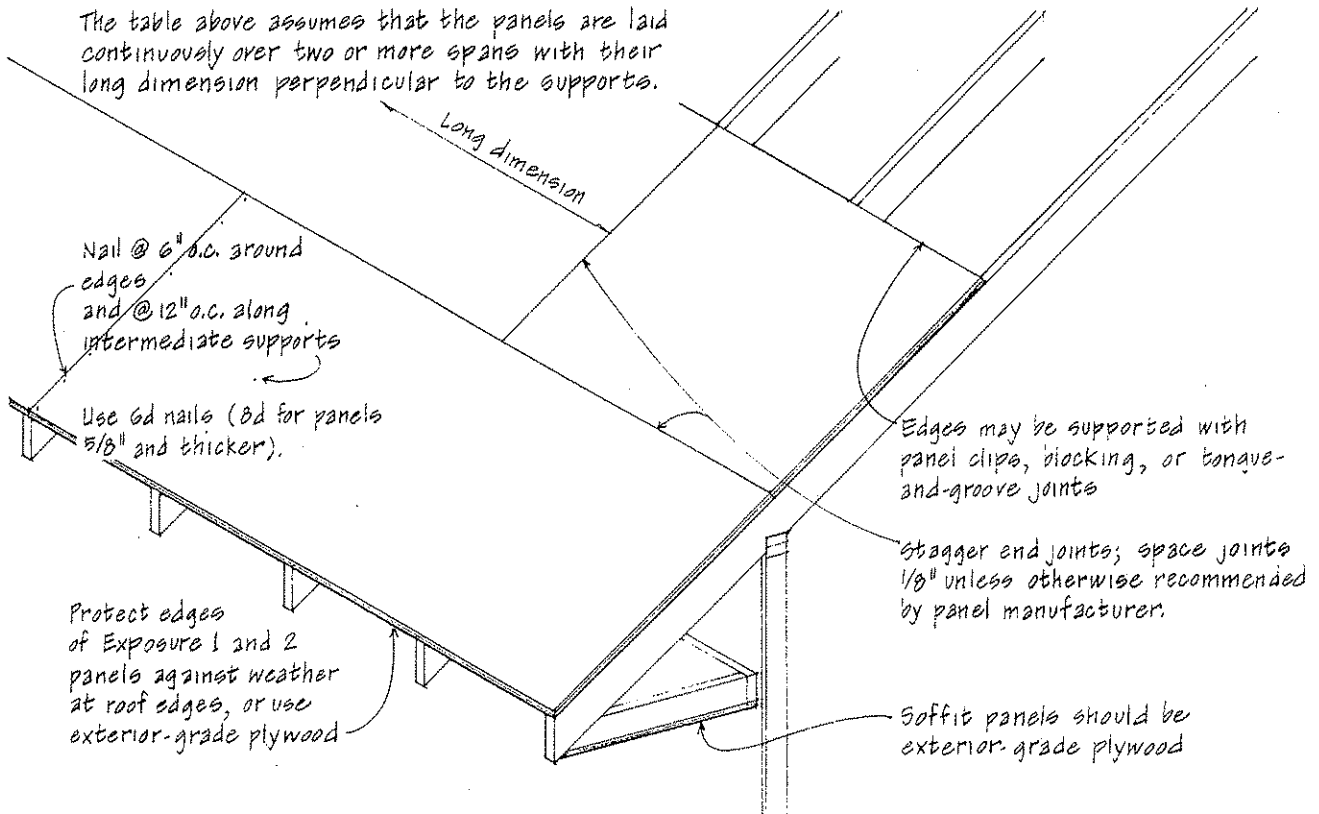 The table above assumes that the panels are laid
continuously over two or more spans with their
long dimension perpendicular to the supports.
Long dimension
Nail @ 6" o.c. around
edges
and @ 12" o.c. along
intermediate supports
Use 6d nails (8d for panels
5/8" and thicker).
Edges may be supported with
panel clips, blocking, or tongue-
and-groove joints
Stagger end joints; space joints
1/8" unless otherwise recommended
by panel manufacturer.
Protect edges
of Exposure 1 and 2
panels against weather
at roof edges, or use
exterior-grade plywood
Soffit panels should be
exterior-grade plywood